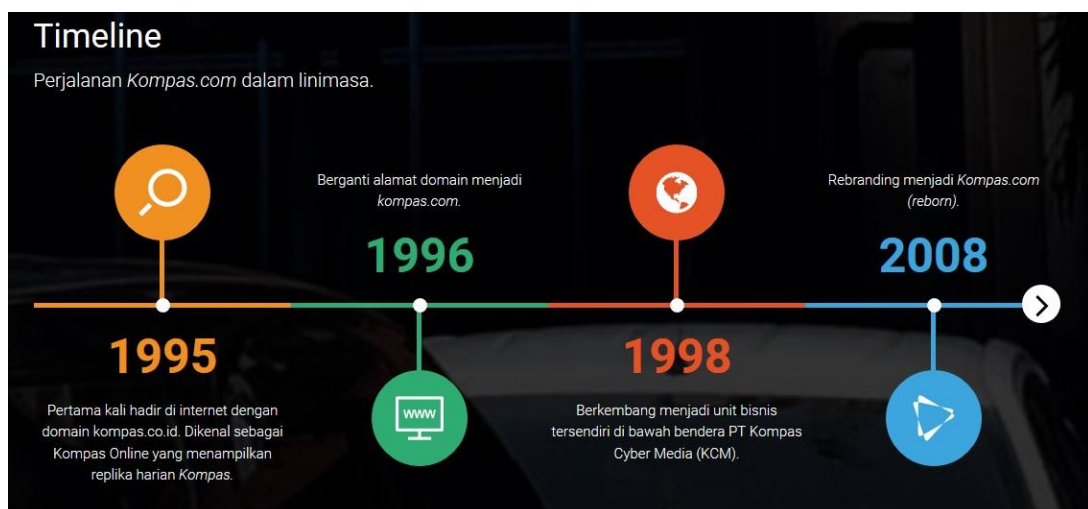 Timeline
Perjalanan Kompas.com dalam linimasa.
1995
Pertama kali hadir di internet dengan
domain kompas.co.id. Dikenal sebagai
Kompas Online yang menampilkan
replika harian Kompas.
Berganti alamat domain menjadi
kompas.com.
1996
www
1998
Berkembang menjadi unit bisnis
tersendiri di bawah bendera PT Kompas
Cyber Media (KCM).
Rebranding menjadi Kompas.com
(reborn).
2008